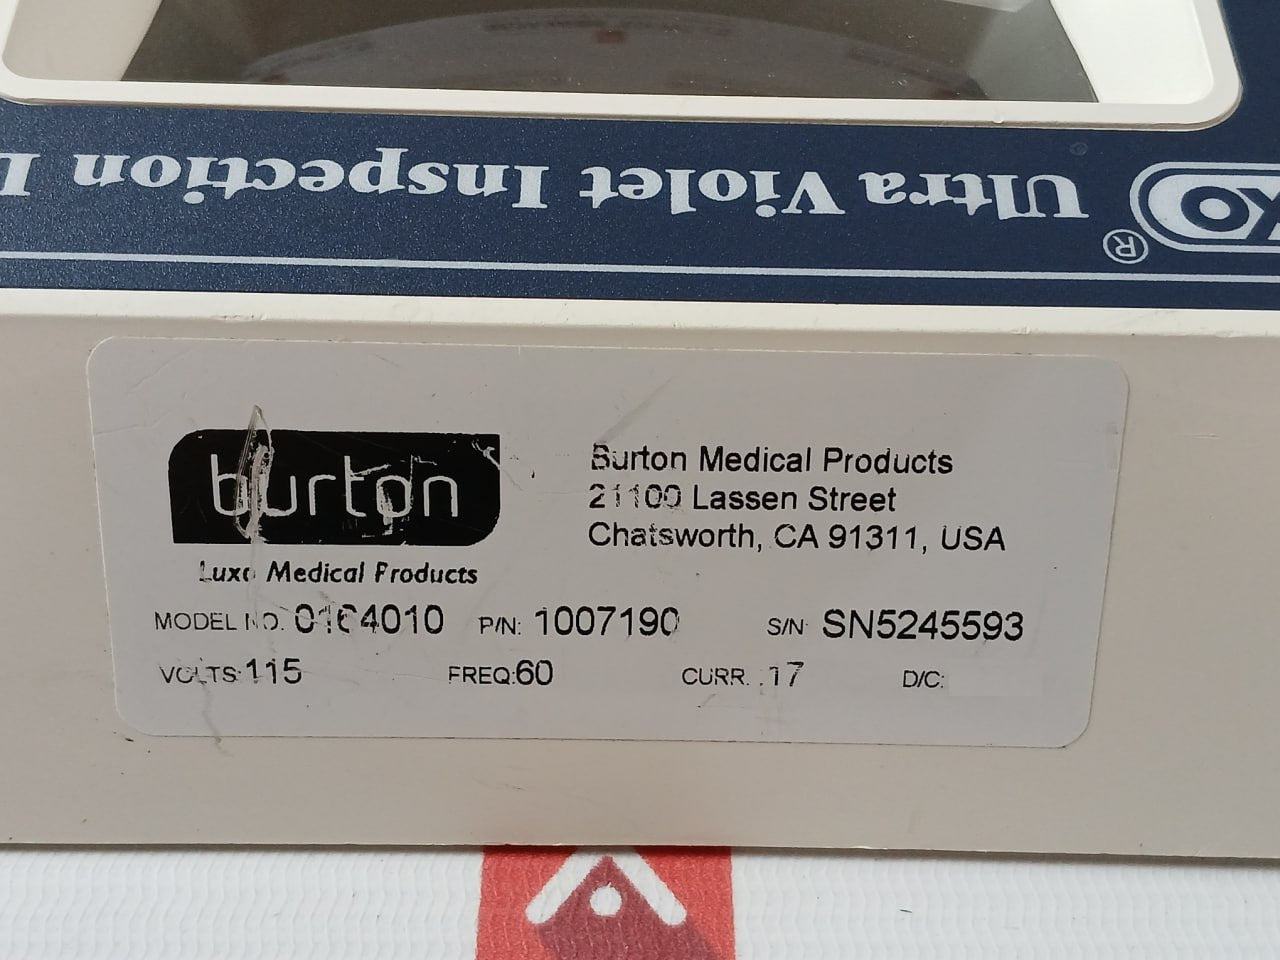 Ultra Violet Inspection
®
burton
Luxo Medical Products
Burton Medical Products
21100 Lassen Street
Chatsworth, CA 91311, USA
MODEL NO. 0164010 P/N: 1007190 S/N: SN5245593
VOLTS: 115 FREQ:60 CURR. .17 D/C: